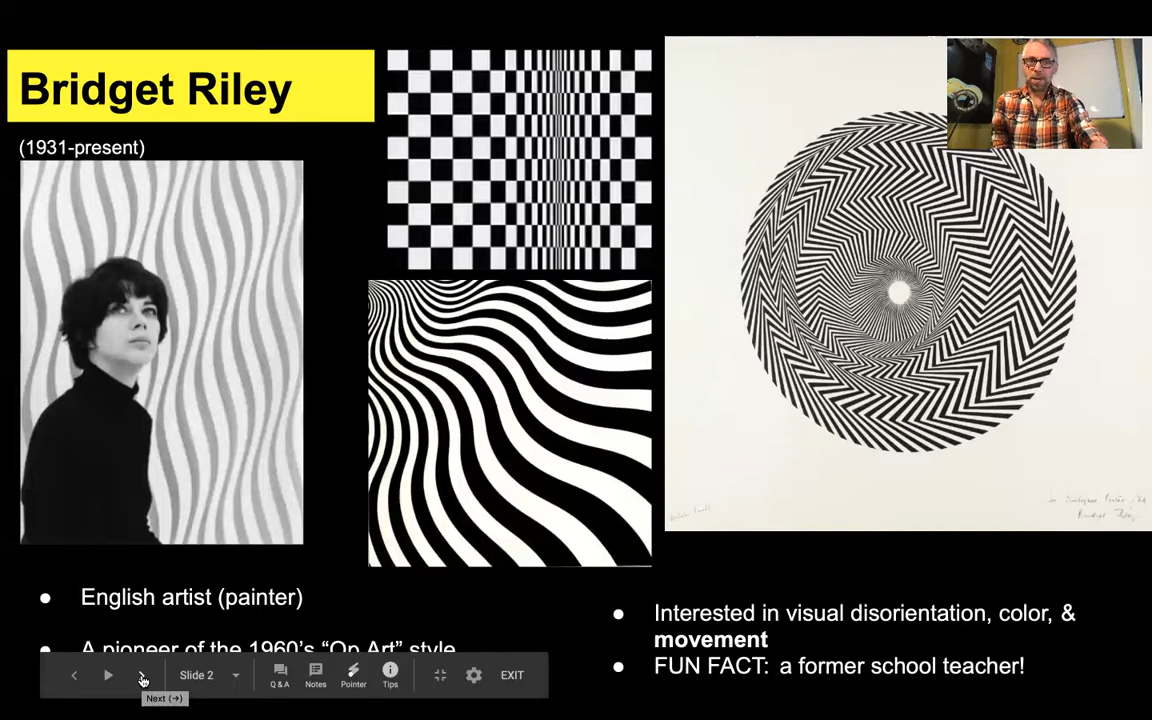 Bridget Riley
(1931-present)
● English artist (painter)
● A pioneer of the 1960's "Op Art" style
● Interested in visual disorientation, color, &
movement
● FUN FACT: a former school teacher!
Slide 2
Q & A
Notes
Pointer
Tips
EXIT
Next (→)